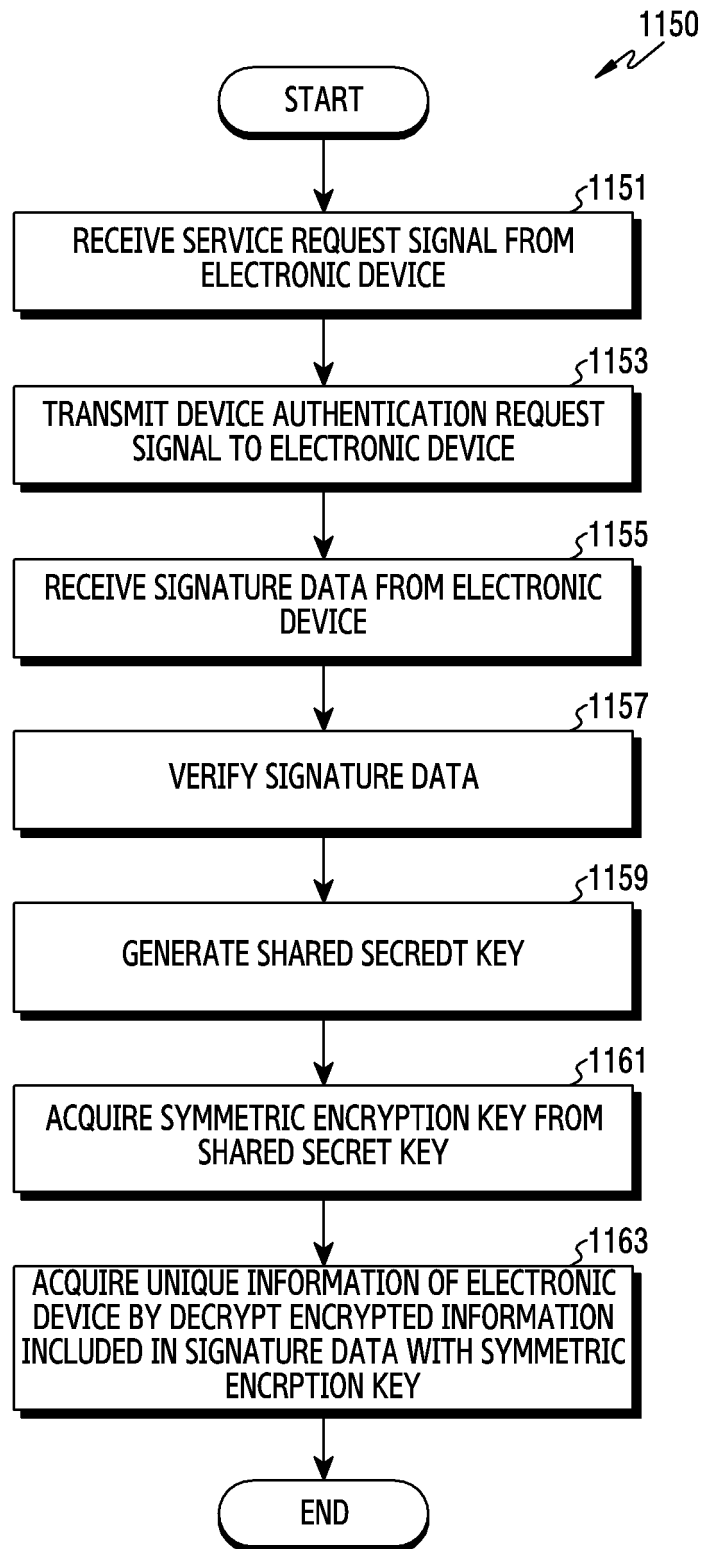 1150
START
1151
RECEIVE SERVICE REQUEST SIGNAL FROM
ELECTRONIC DEVICE
1153
TRANSMIT DEVICE AUTHENTICATION REQUEST
SIGNAL TO ELECTRONIC DEVICE
1155
RECEIVE SIGNATURE DATA FROM ELECTRONIC
DEVICE
1157
VERIFY SIGNATURE DATA
1159
GENERATE SHARED SECREDT KEY
1161
ACQUIRE SYMMETRIC ENCRYPTION KEY FROM
SHARED SECRET KEY
1163
ACQUIRE UNIQUE INFORMATION OF ELECTRONIC
DEVICE BY DECRYPT ENCRYPTED INFORMATION
INCLUDED IN SIGNATURE DATA WITH SYMMETRIC
ENCRPTION KEY
END